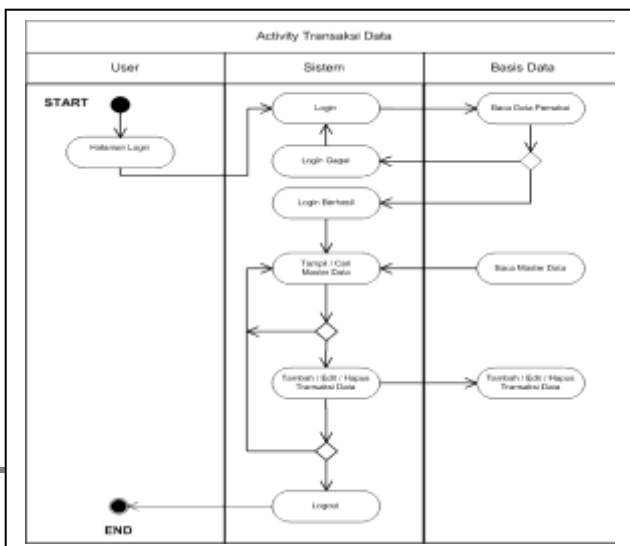 Activity Transaksi Data
User
Sistem
Basis Data
START
Login
Baca Data Pemakai
Halaman Login
Login Gagal
Login Berhasil
Tampil / Cari
Master Data
Baca Master Data
Tambah / Edit / Hapus
Transaksi Data
Tambah / Edit / Hapus
Transaksi Data
Logout
END